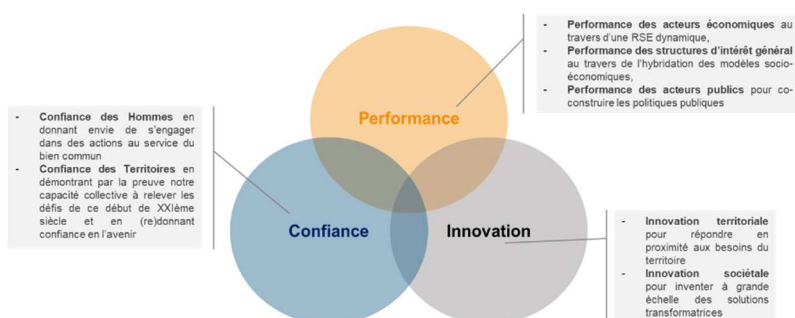 - Performance des acteurs économiques au
travers d'une RSE dynamique,
- Performance des structures d'intérêt général
au travers de l'hybridation des modèles socio-
économiques,
- Performance des acteurs publics pour co-
construire les politiques publiques
Performance
- Confiance des Hommes en
donnant envie de s'engager
dans des actions au service du
bien commun
- Confiance des Territoires en
démontrant par la preuve notre
capacité collective à relever les
défis de ce début de XXIème
siècle et en (re)donnant
confiance en l'avenir
Confiance
Innovation
- Innovation territoriale
pour répondre en
proximité aux besoins du
territoire
- Innovation sociétale
pour inventer à grande
échelle des solutions
transformatrices